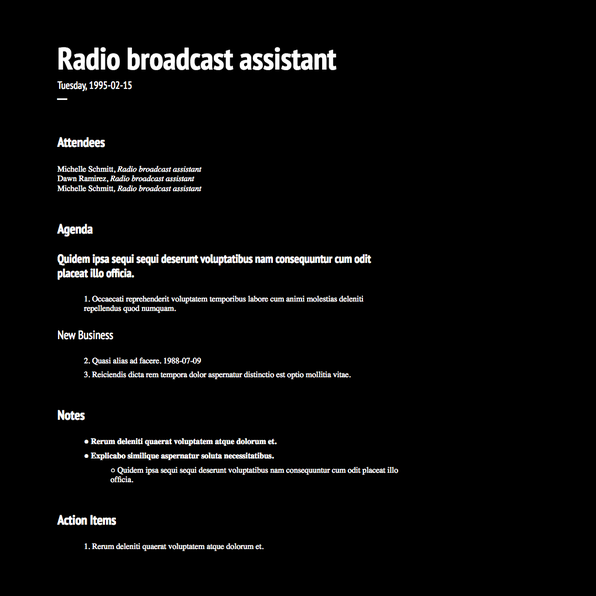 Radio broadcast assistant
Tuesday, 1995-02-15
Attendees
Michelle Schmitt, Radio broadcast assistant
Dawn Ramirez, Radio broadcast assistant
Michelle Schmitt, Radio broadcast assistant
Agenda
Quidem ipsa sequi sequi deserunt voluptatibus nam consequuntur cum odit
placeat illo officia.
1. Occaecati reprehenderit voluptatem temporibus labore cum animi molestias deleniti
repellendus quod numquam.
New Business
2. Quasi alias ad facere. 1988-07-09
3. Reiciendis dicta rem tempora dolor aspernatur distinctio est optio mollitia vitae.
Notes
● Rerum deleniti quaerat voluptatem atque dolorum et.
● Explicabo similique aspernatur soluta necessitatibus.
○ Quidem ipsa sequi sequi deserunt voluptatibus nam consequuntur cum odit placeat illo
officia.
Action Items
1. Rerum deleniti quaerat voluptatem atque dolorum et.